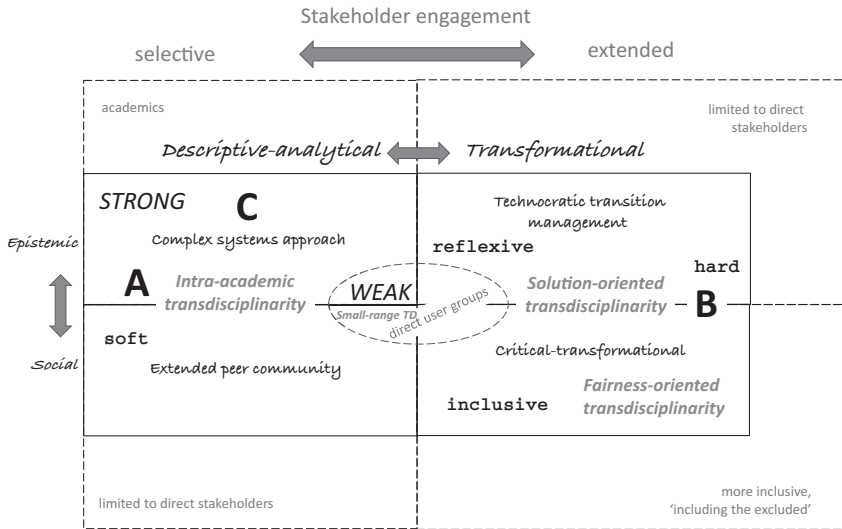 Stakeholder engagement
selective
extended
academics
limited to direct
stakeholders
Descriptive-analytical
Transformational
STRONG
C
Technocratic transition
management
Epistemic
Complex systems approach
reflexive
A
Intra-academic
transdisciplinarity
WEAK
Small-range TD
direct user groups
Solution-oriented
transdisciplinarity
hard
B
soft
Social
Extended peer community
Critical-transformational
inclusive
Fairness-oriented
transdisciplinarity
limited to direct stakeholders
more inclusive,
‘including the excluded’